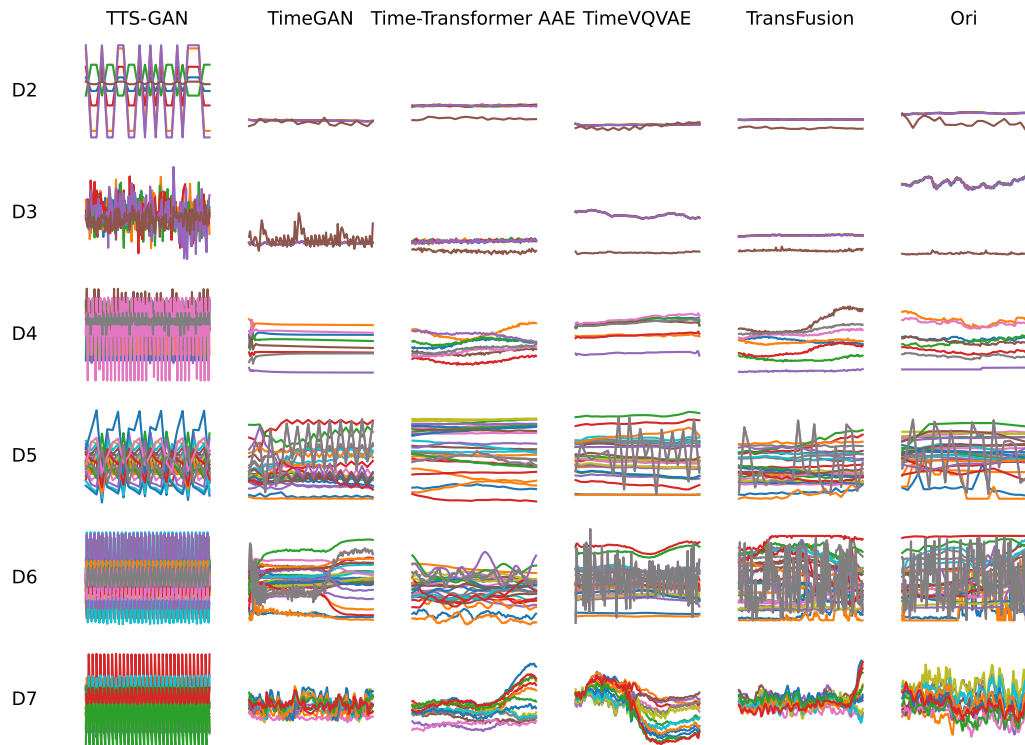 TTS-GAN TimeGAN Time-Transformer AAE TimeVQVAE TransFusion Ori
D2
D3
D4
D5
D6
D7